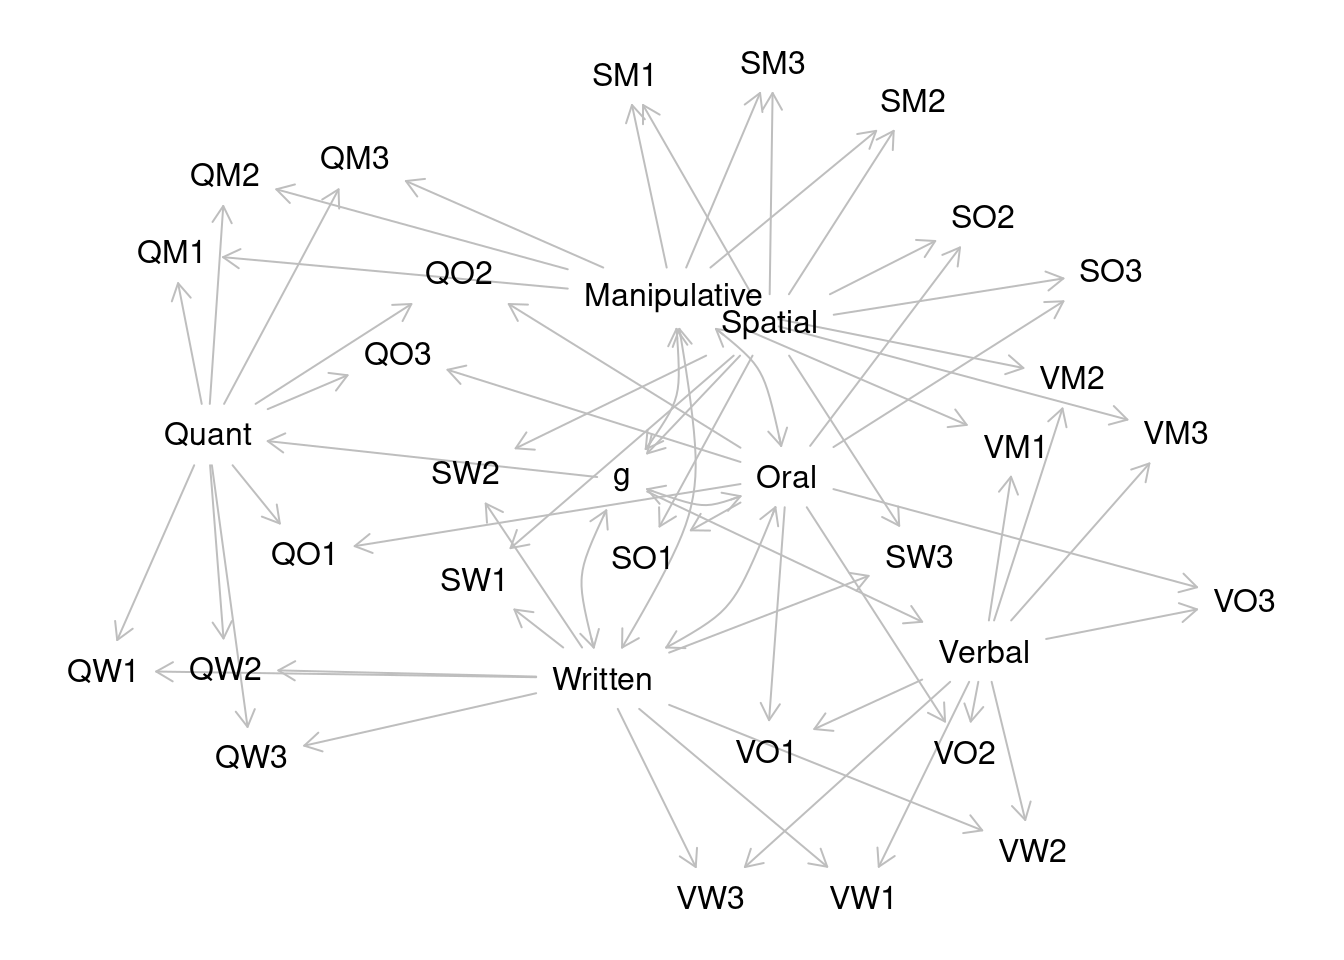 SM3
SM1
SM2
QM3
QM2
SO2
QM1
QO2
SO3
Manipulative
Spatial
QO3
VM2
Quant
VM3
VM1
SW2
g
Oral
QO1
SO1
SW3
SW1
VO3
Verbal
QW1
QW2
Written
VO1
VO2
QW3
VW2
VW3
VW1